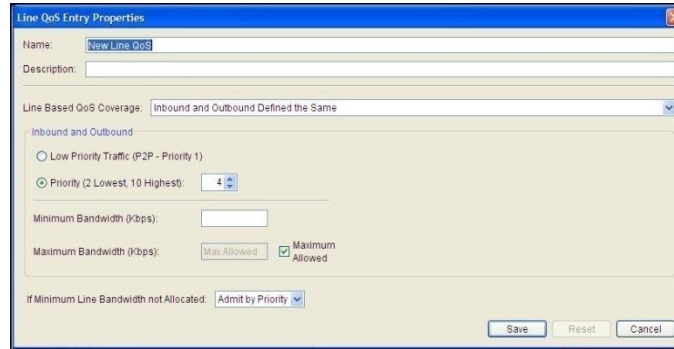 Line QoS Entry Properties
Name: New Line QoS
Description:
Line Based QoS Coverage: Inbound and Outbound Defined the Same
Inbound and Outbound
Low Priority Traffic (P2P - Priority 1)
Priority (2 Lowest, 10 Highest): 4
Minimum Bandwidth (Kbps):
Maximum Bandwidth (Kbps): Max Allowed Maximum Allowed
If Minimum Line Bandwidth not Allocated: Admit by Priority
Save Reset Cancel